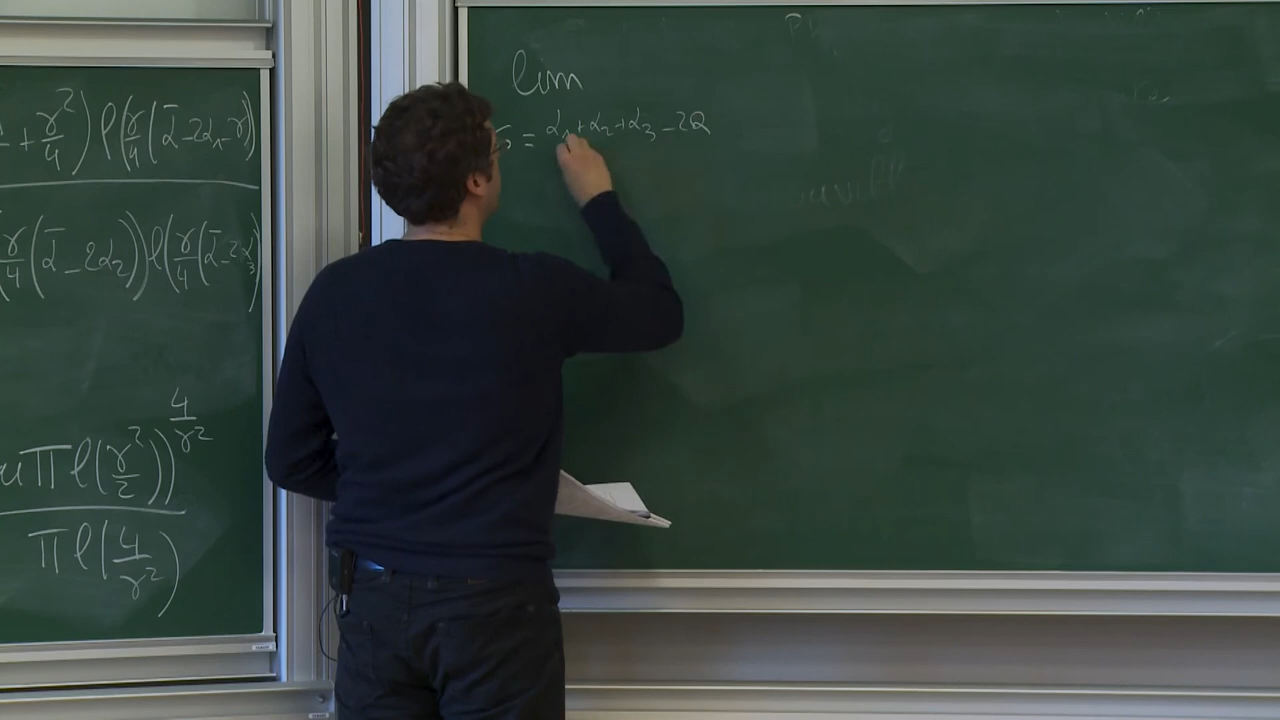 + γ²/4) l(γ/4(ᾱ-2α₁-γ))
γ/4(ᾱ-2α₂)) l(γ/4(ᾱ-2α₃
π l(γ²/2))^{4/γ²}
π l(4/γ²)
lim
= α₁+α₂+α₃-2Q